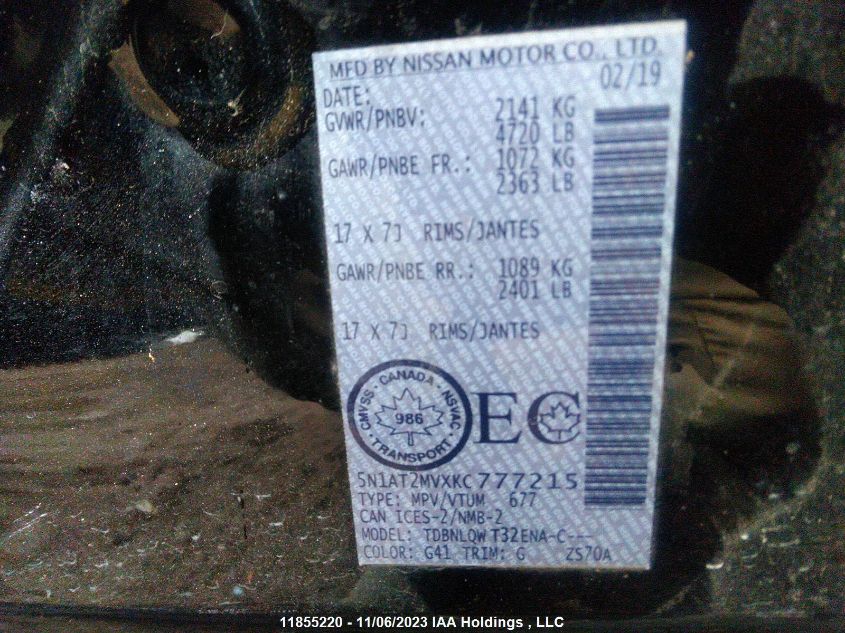 MFD BY NISSAN MOTOR CO., LTD.
DATE: 02/19
GVWR/PNBV: 2141 KG
4720 LB
GAWR/PNBE FR.: 1072 KG
2363 LB
17 X 7J RIMS/JANTES
GAWR/PNBE RR.: 1089 KG
2401 LB
17 X 7J RIMS/JANTES
CMVSS · CANADA · NSVAC · TRANSPORT
986
EC
5N1AT2MVXKC777215
TYPE: MPV/VTUM 677
CAN ICES-2/NMB-2
MODEL: TDBNLQW T32ENA-C---
COLOR: G41 TRIM: G ZS70A
11855220 - 11/06/2023 IAA Holdings , LLC